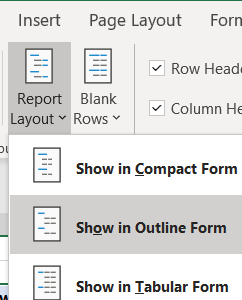 Insert Page Layout
Report Layout
Blank Rows
Row Heade
Column He
Show in Compact Form
Show in Outline Form
Show in Tabular Form